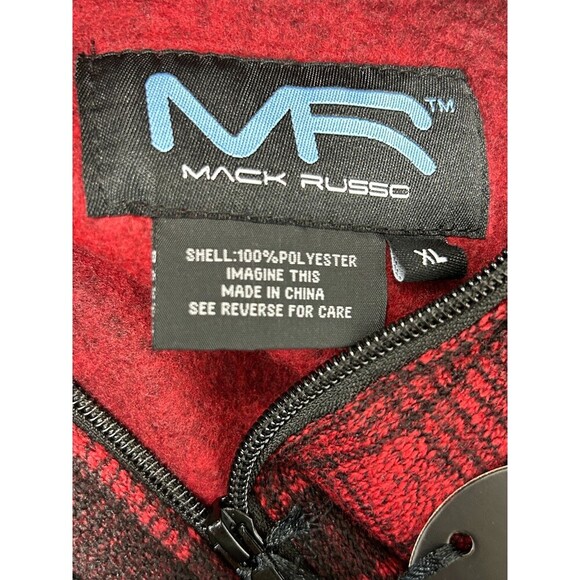 MR™
MACK RUSSO
XL
SHELL:100%POLYESTER
IMAGINE THIS
MADE IN CHINA
SEE REVERSE FOR CARE